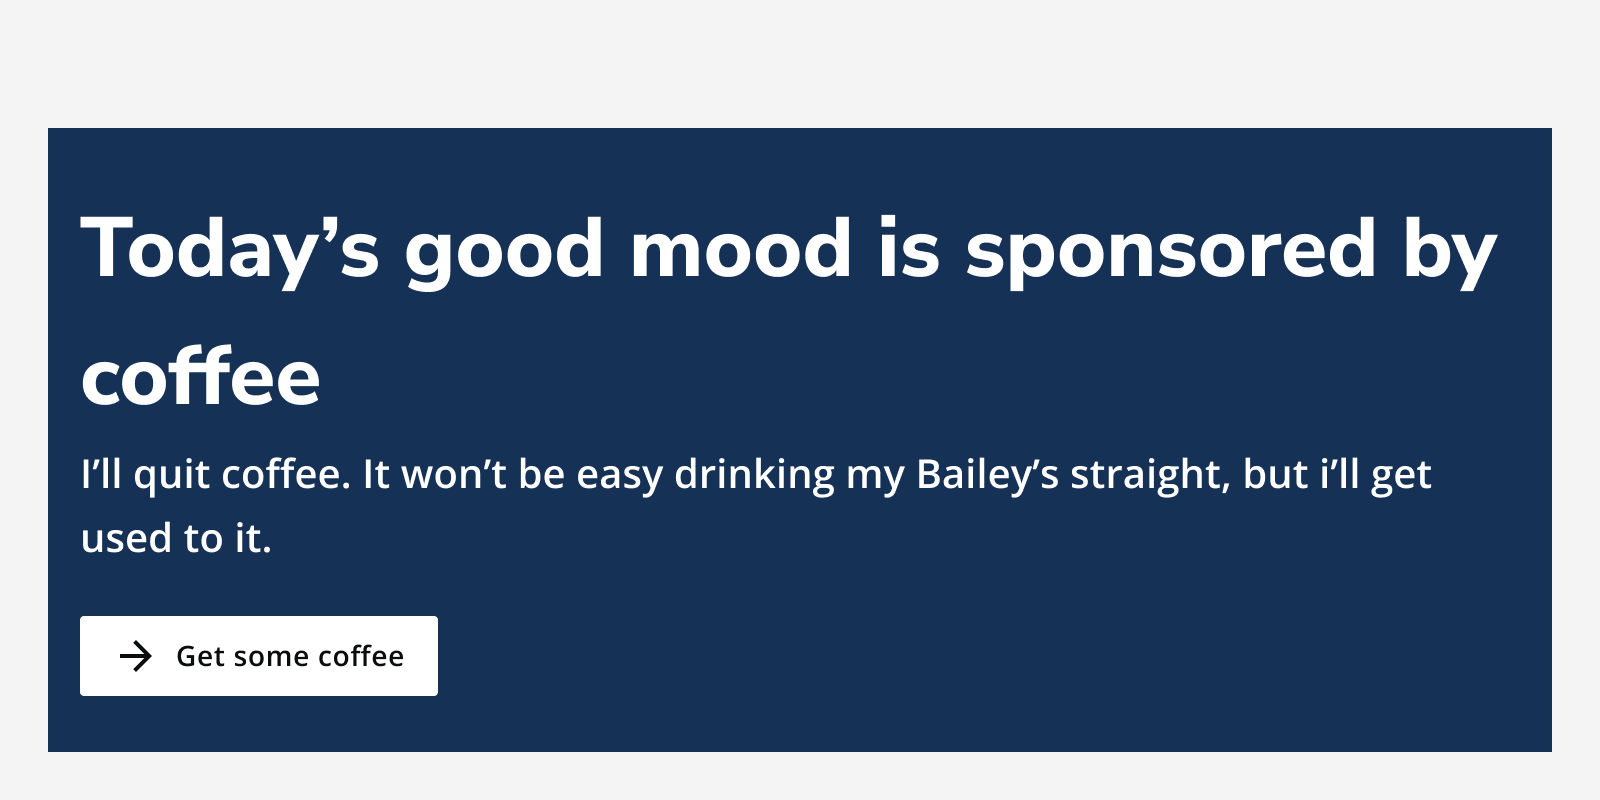 Today’s good mood is sponsored by
coffee
I’ll quit coffee. It won’t be easy drinking my Bailey’s straight, but i’ll get
used to it.
Get some coffee